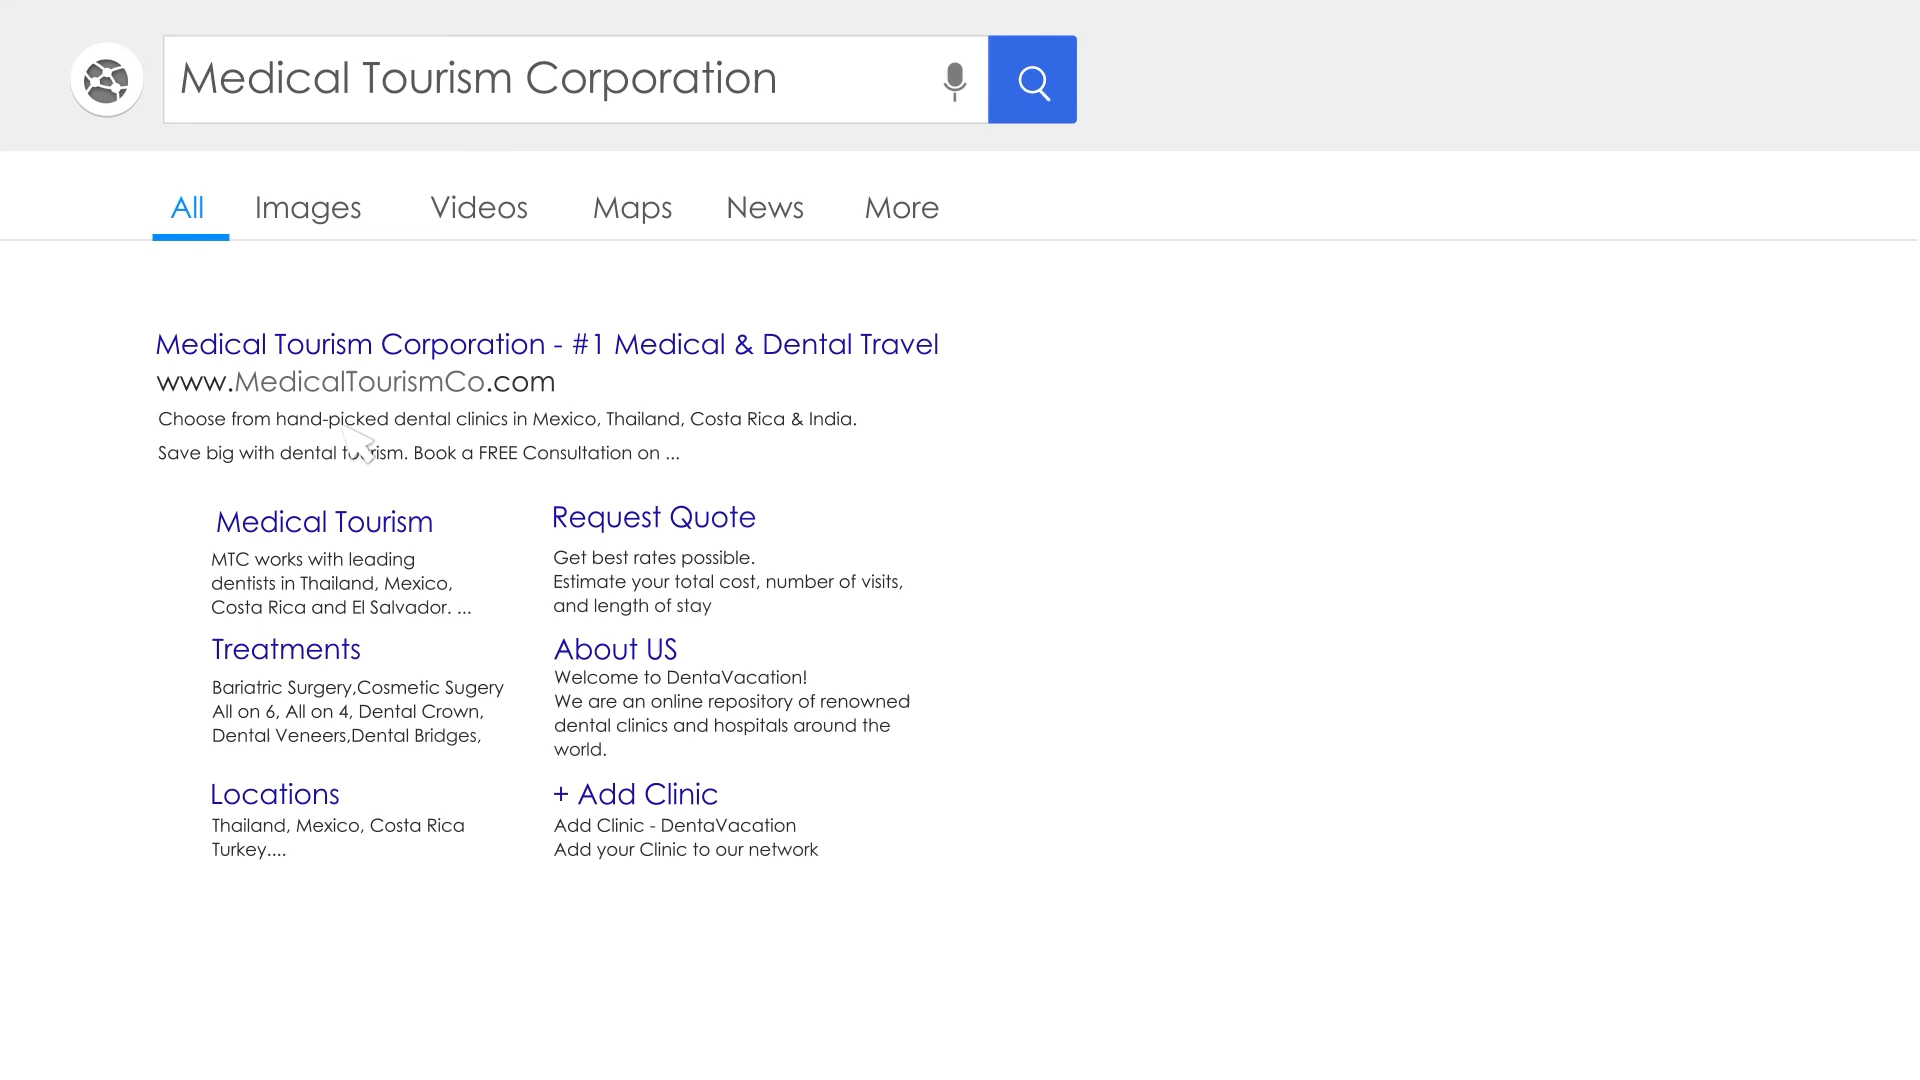 Medical Tourism Corporation
All Images Videos Maps News More
Medical Tourism Corporation - #1 Medical & Dental Travel
www.MedicalTourismCo.com
Choose from hand-picked dental clinics in Mexico, Thailand, Costa Rica & India.
Save big with dental tourism. Book a FREE Consultation on ...
Medical Tourism
MTC works with leading
dentists in Thailand, Mexico,
Costa Rica and El Salvador. ...
Request Quote
Get best rates possible.
Estimate your total cost, number of visits,
and length of stay
Treatments
Bariatric Surgery,Cosmetic Sugery
All on 6, All on 4, Dental Crown,
Dental Veneers,Dental Bridges,
About US
Welcome to DentaVacation!
We are an online repository of renowned
dental clinics and hospitals around the
world.
Locations
Thailand, Mexico, Costa Rica
Turkey....
+ Add Clinic
Add Clinic - DentaVacation
Add your Clinic to our network